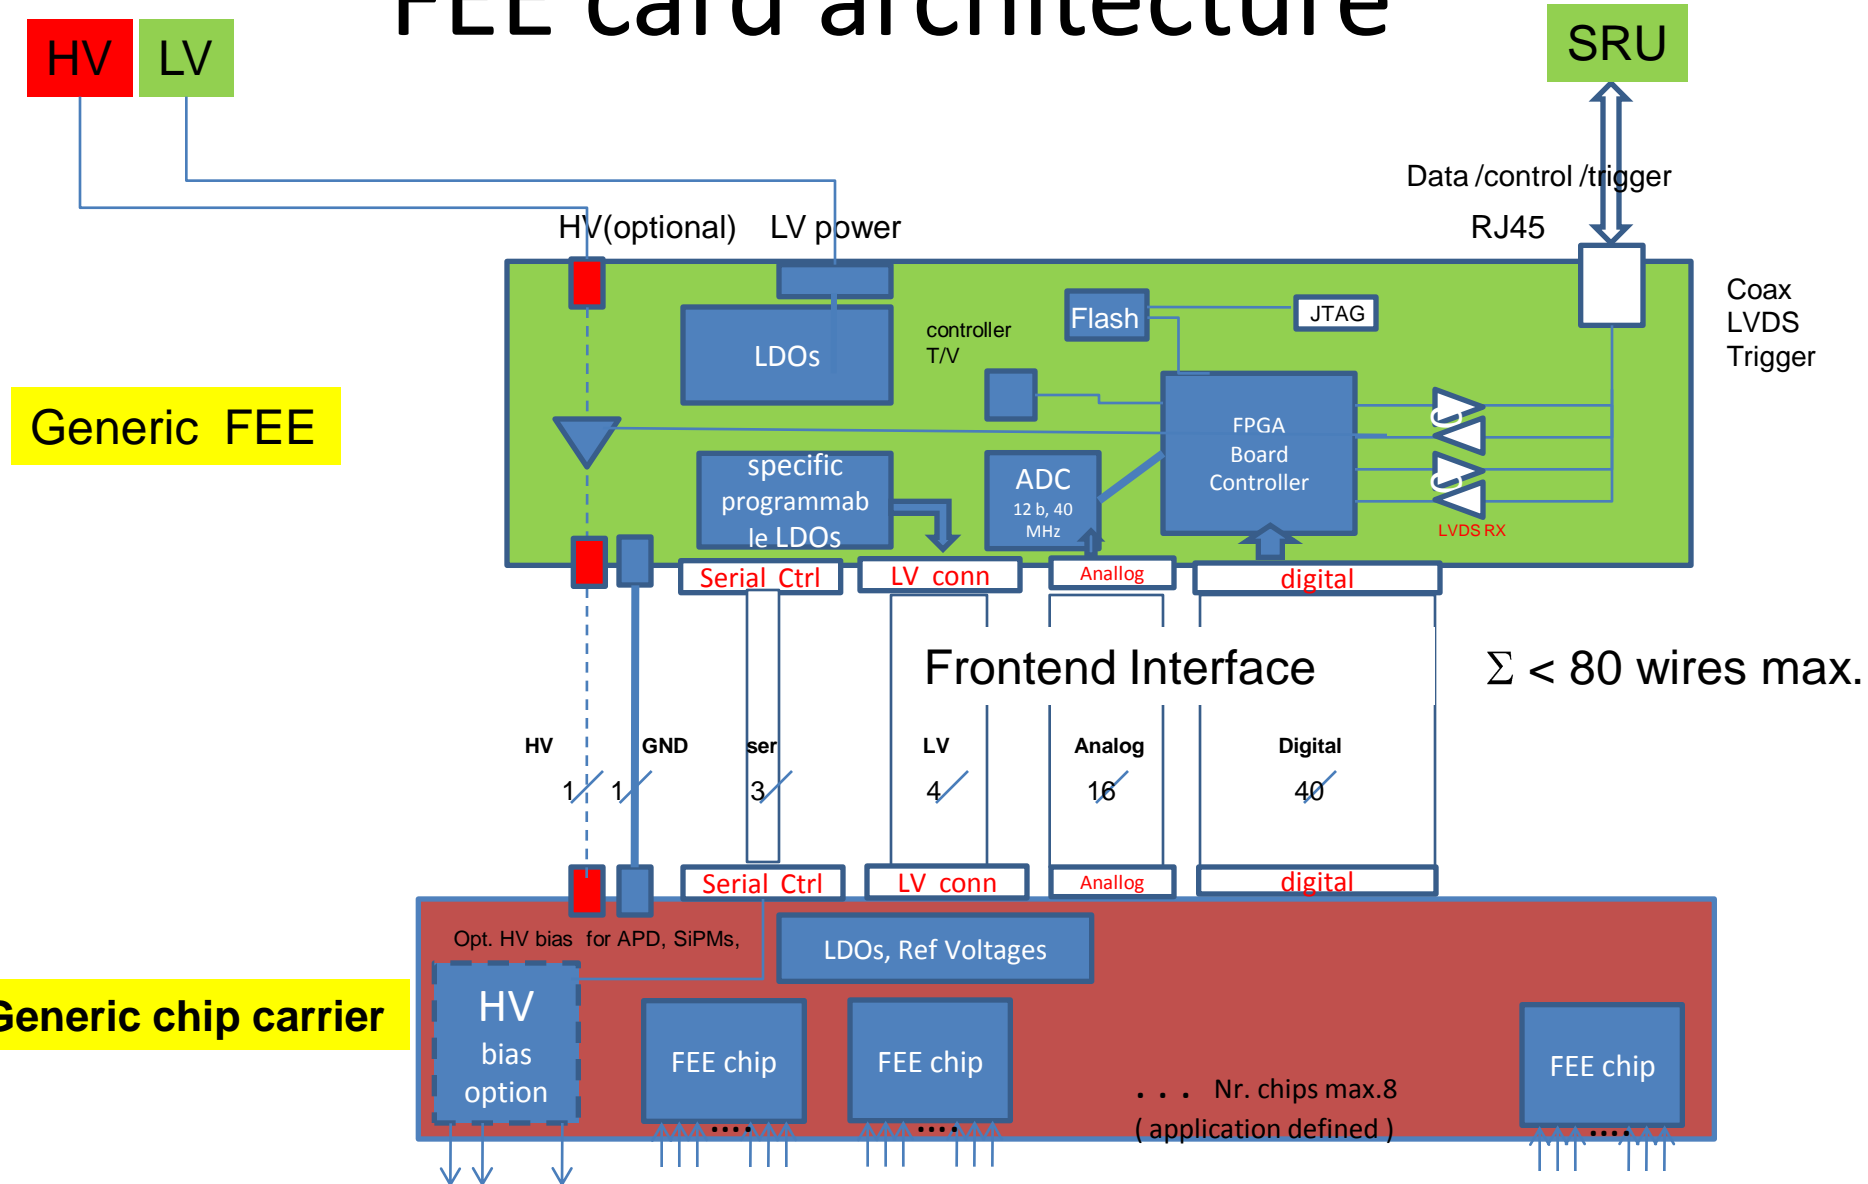 FEE card architecture
HV
LV
SRU
Data /control /trigger
HV(optional)
LV power
RJ45
Coax
LVDS
Trigger
Flash
JTAG
controller
T/V
LDOs
Generic FEE
FPGA
Board
Controller
specific
programmab
le LDOs
ADC
12 b, 40
MHz
LVDS RX
Serial Ctrl
LV conn
Anallog
digital
Frontend Interface
Σ < 80 wires max.
HV
GND
ser
LV
Analog
Digital
1
1
3
4
16
40
Serial Ctrl
LV conn
Anallog
digital
Opt. HV bias for APD, SiPMs,
LDOs, Ref Voltages
Generic chip carrier
HV
bias
option
FEE chip
FEE chip
FEE chip
. . . Nr. chips max.8
( application defined )
....
....
....